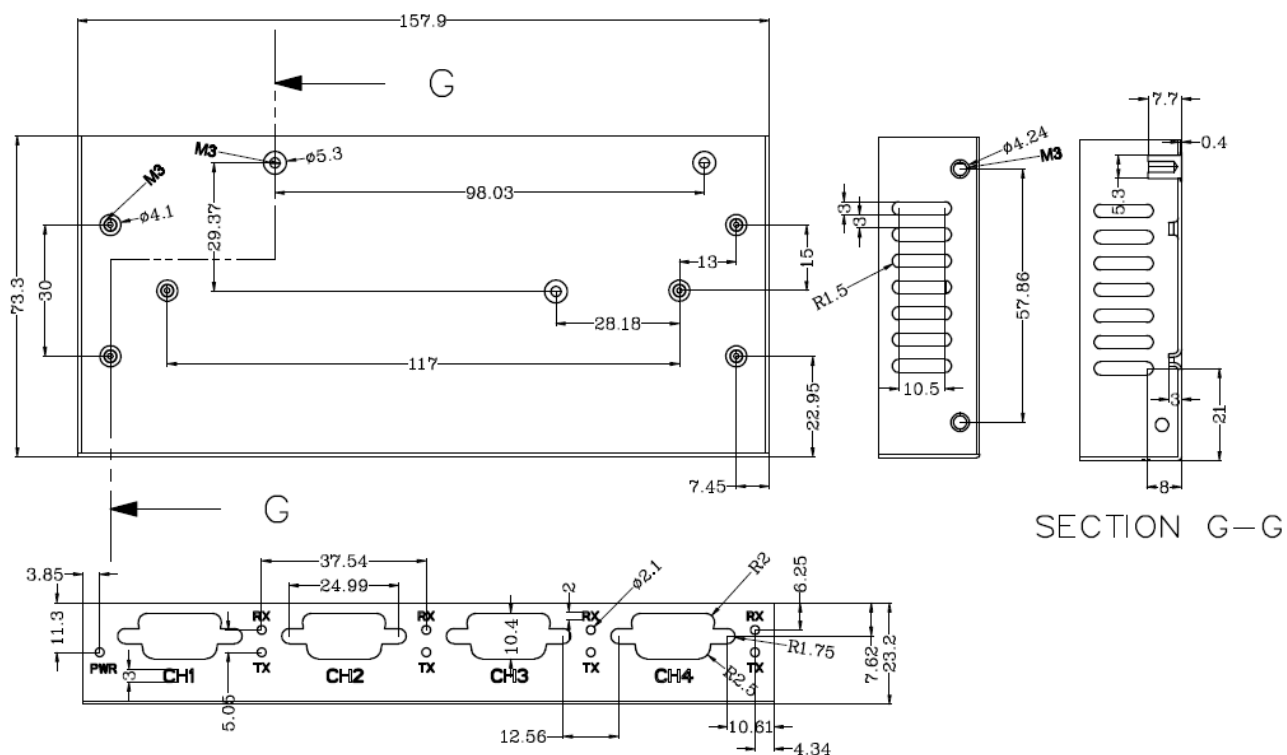 157.9
G
7.7
0.4
M3
ø5.3
ø4.24
M3
M3
ø4.1
98.03
29.37
3
3
5.3
13
15
73.3
30
R1.5
57.86
28.18
117
10.5
22.95
3
21
7.45
8
G
SECTION G-G
37.54
3.85
24.99
2
ø2.1
R2
6.25
11.3
RX
RX
RX
RX
10.4
R1.75
7.62
23.2
PWR
TX
TX
TX
TX
3
CH1
CH2
CH3
CH4
R2.5
5.05
12.56
10.61
4.34